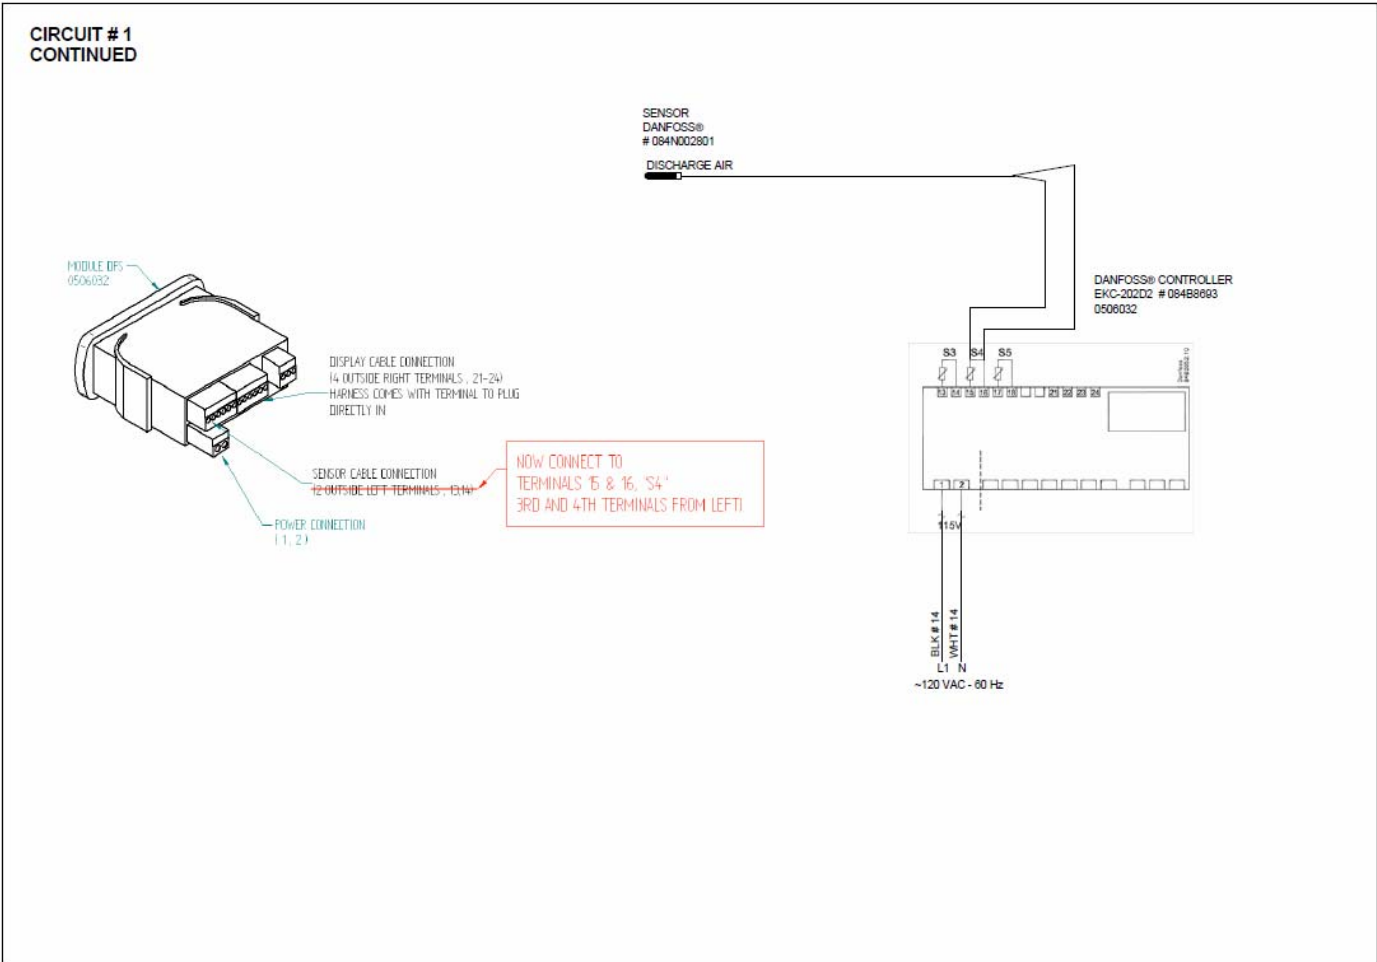 CIRCUIT # 1
CONTINUED
SENSOR
DANFOSS®
# 084N002801
DISCHARGE AIR
MODULE DFS
0506032
DANFOSS® CONTROLLER
EKC-202D2 # 084B8693
0506032
DISPLAY CABLE CONNECTION
(4 OUTSIDE RIGHT TERMINALS , 21-24)
HARNESS COMES WITH TERMINAL TO PLUG
DIRECTLY IN
S3 S4 S5
Danfoss
13 14 15 16 17 18 21 22 23 24
SENSOR CABLE CONNECTION
(2 OUTSIDE LEFT TERMINALS , 13,14)
NOW CONNECT TO
TERMINALS 15 & 16, "S4"
3RD AND 4TH TERMINALS FROM LEFT)
POWER CONNECTION
( 1, 2 )
1 2
115V
BLK # 14
WHT # 14
L1 N
~120 VAC - 60 Hz